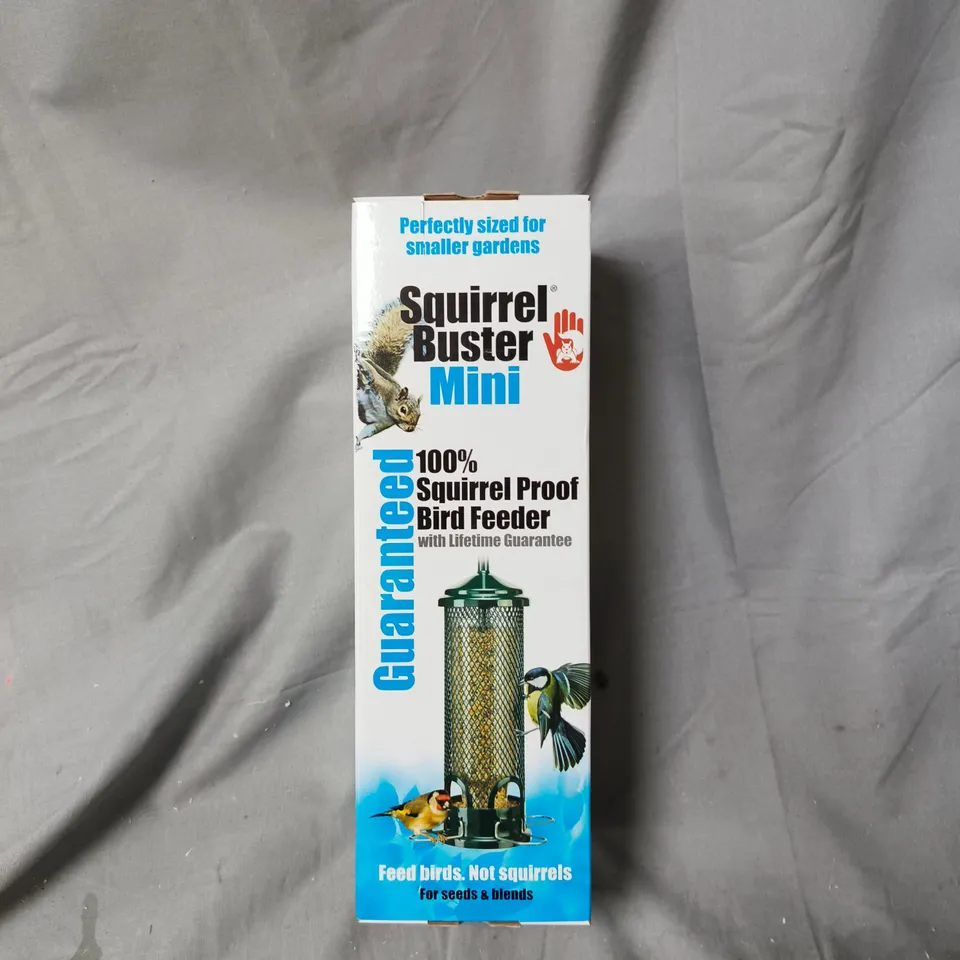 Perfectly sized for
smaller gardens
Squirrel®
Buster
Mini
Guaranteed
100%
Squirrel Proof
Bird Feeder
with Lifetime Guarantee
Feed birds. Not squirrels
For seeds & blends